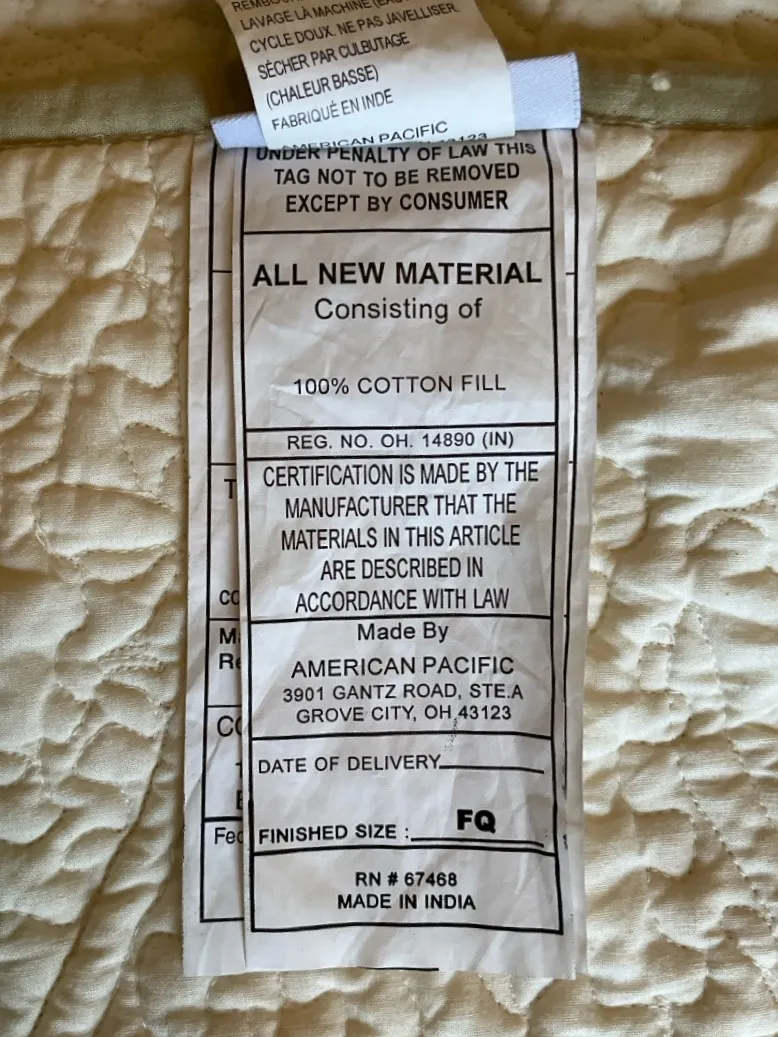 LAVAGE LÀ MACHINE
CYCLE DOUX. NE PAS JAVELLISER.
SÉCHER PAR CULBUTAGE
(CHALEUR BASSE)
FABRIQUÉ EN INDE
AMERICAN PACIFIC
43123
UNDER PENALTY OF LAW THIS
TAG NOT TO BE REMOVED
EXCEPT BY CONSUMER
ALL NEW MATERIAL
Consisting of
100% COTTON FILL
REG. NO. OH. 14890 (IN)
CERTIFICATION IS MADE BY THE
MANUFACTURER THAT THE
MATERIALS IN THIS ARTICLE
ARE DESCRIBED IN
ACCORDANCE WITH LAW
Made By
AMERICAN PACIFIC
3901 GANTZ ROAD, STE.A
GROVE CITY, OH 43123
DATE OF DELIVERY
FINISHED SIZE : FQ
RN # 67468
MADE IN INDIA